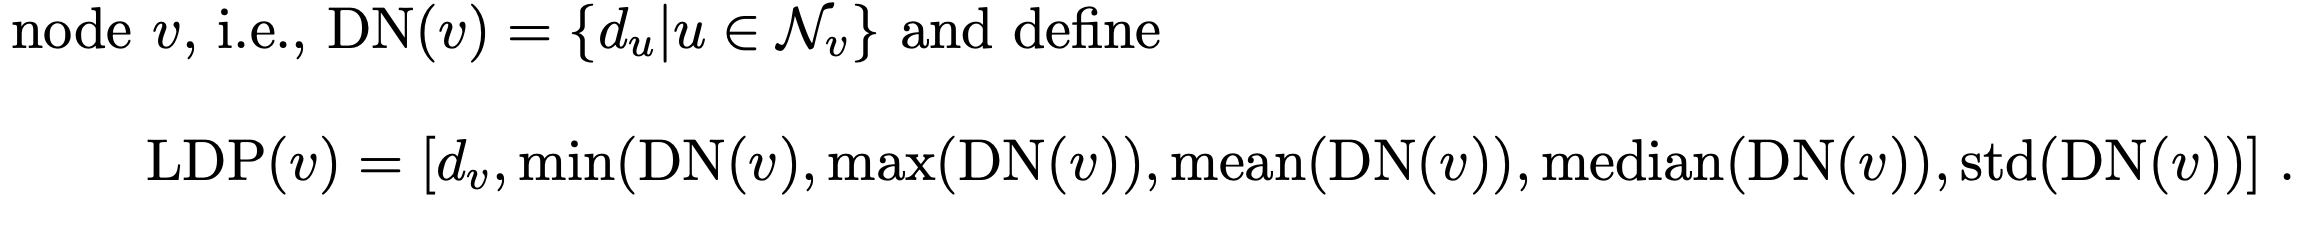 node v, i.e., DN(v) = {d_u|u ∈ 𝒩_v} and define
LDP(v) = [d_v, min(DN(v), max(DN(v)), mean(DN(v)), median(DN(v)), std(DN(v))] .